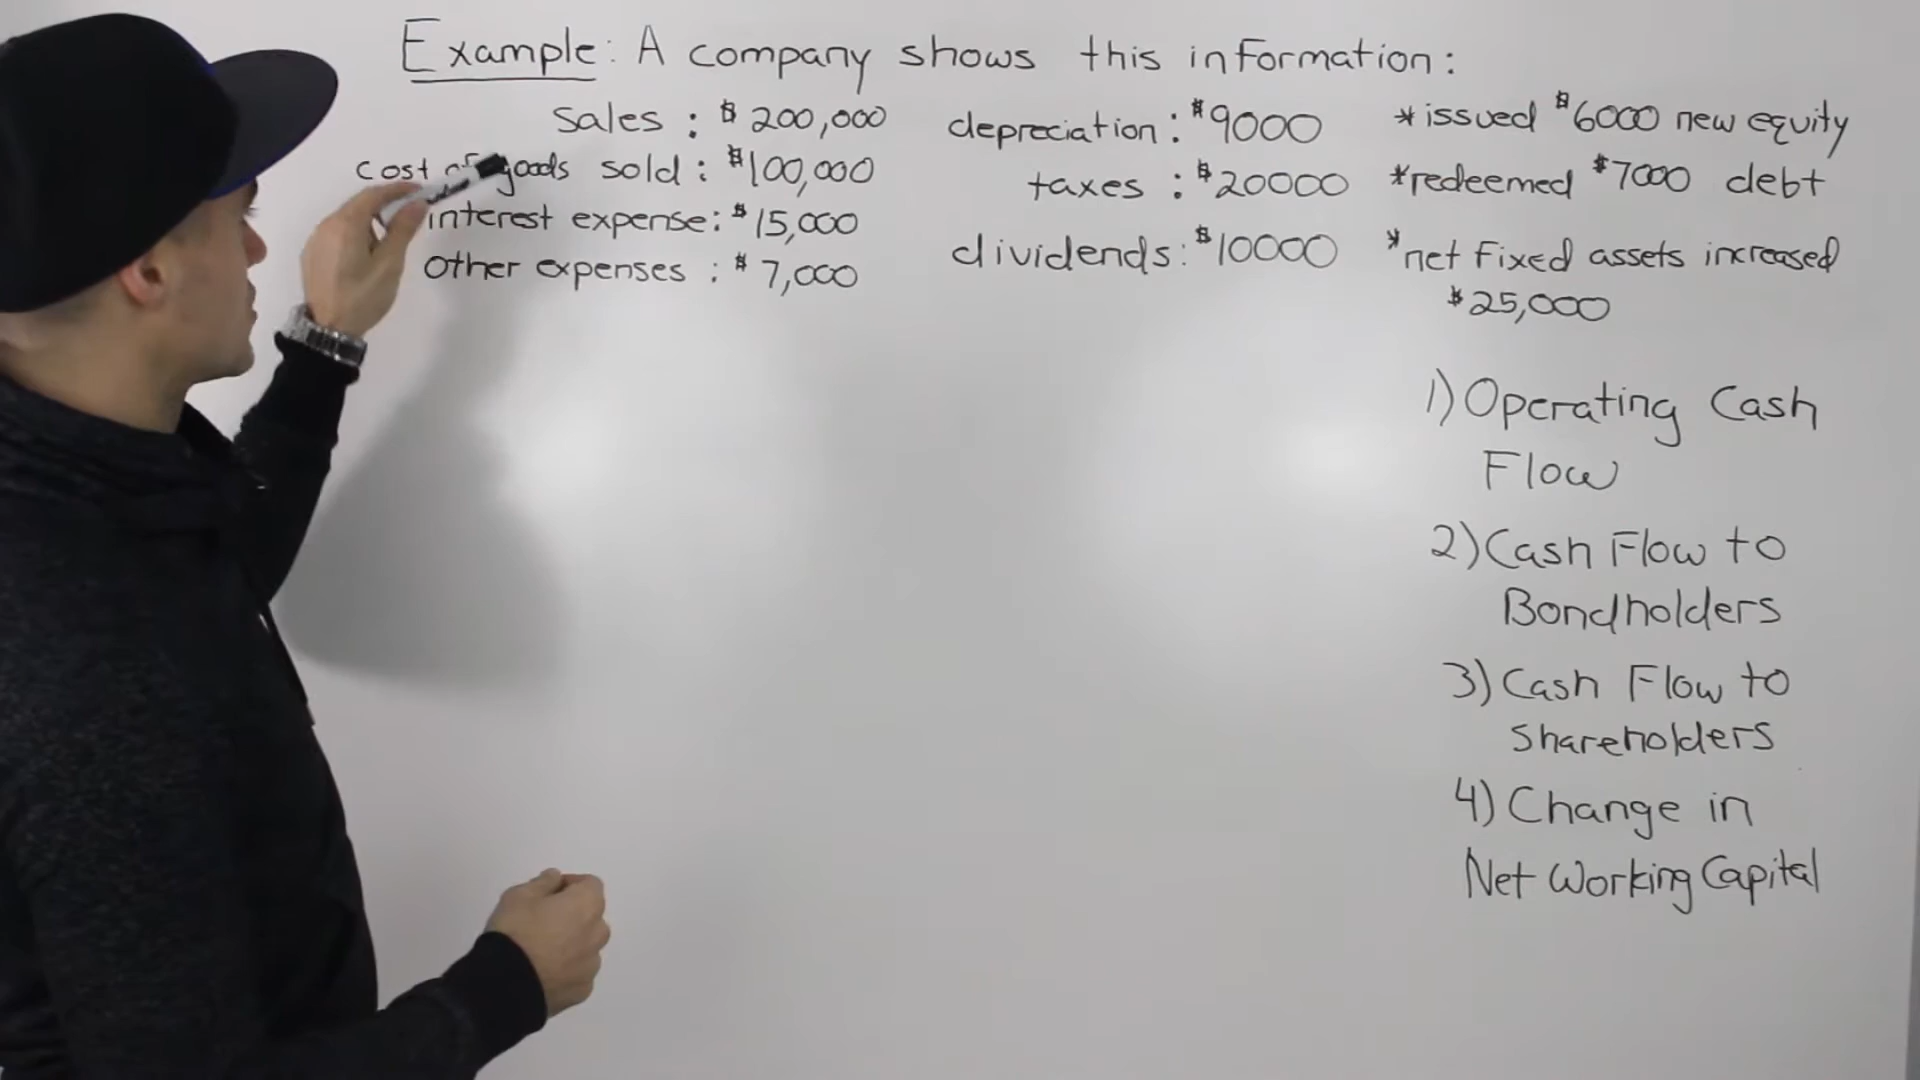 Example: A company shows this information:
sales : $200,000
cost of goods sold : $100,000
interest expense: $15,000
other expenses : $7,000
depreciation: $9000
taxes : $20000
dividends: $10000
*issued $6000 new equity
*redeemed $7000 debt
*net fixed assets increased
$25,000
1) Operating Cash
Flow
2) Cash Flow to
Bondholders
3) Cash Flow to
shareholders
4) Change in
Net Working Capital